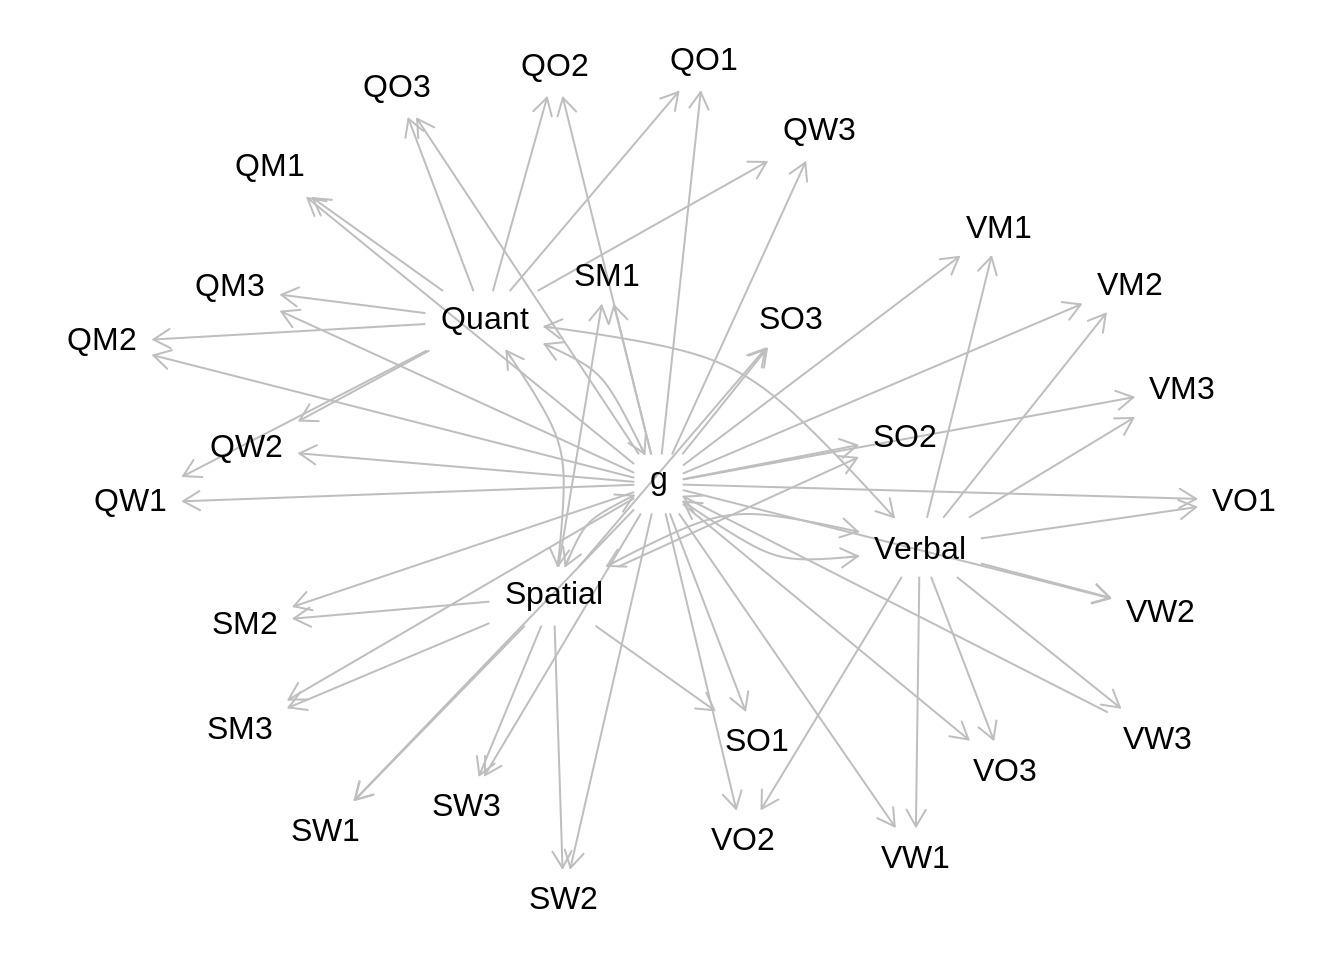 QO1
QO2
QO3
QW3
QM1
VM1
SM1
VM2
QM3
Quant
SO3
QM2
VM3
SO2
QW2
g
QW1
VO1
Verbal
Spatial
VW2
SM2
SM3
VW3
SO1
VO3
SW3
SW1
VO2
VW1
SW2